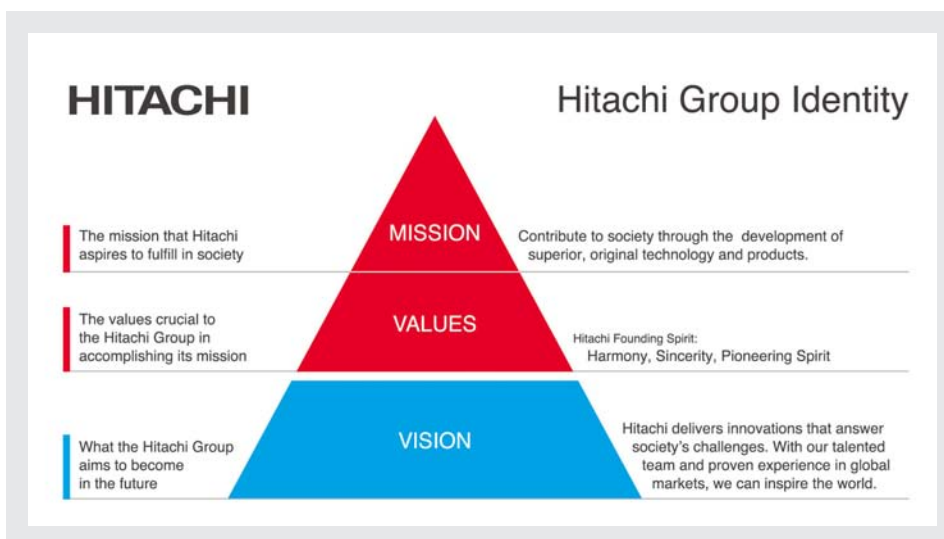 HITACHI
Hitachi Group Identity
The mission that Hitachi
aspires to fulfill in society
MISSION
Contribute to society through the development of
superior, original technology and products.
The values crucial to
the Hitachi Group in
accomplishing its mission
VALUES
Hitachi Founding Spirit:
Harmony, Sincerity, Pioneering Spirit
What the Hitachi Group
aims to become
in the future
VISION
Hitachi delivers innovations that answer
society's challenges. With our talented
team and proven experience in global
markets, we can inspire the world.